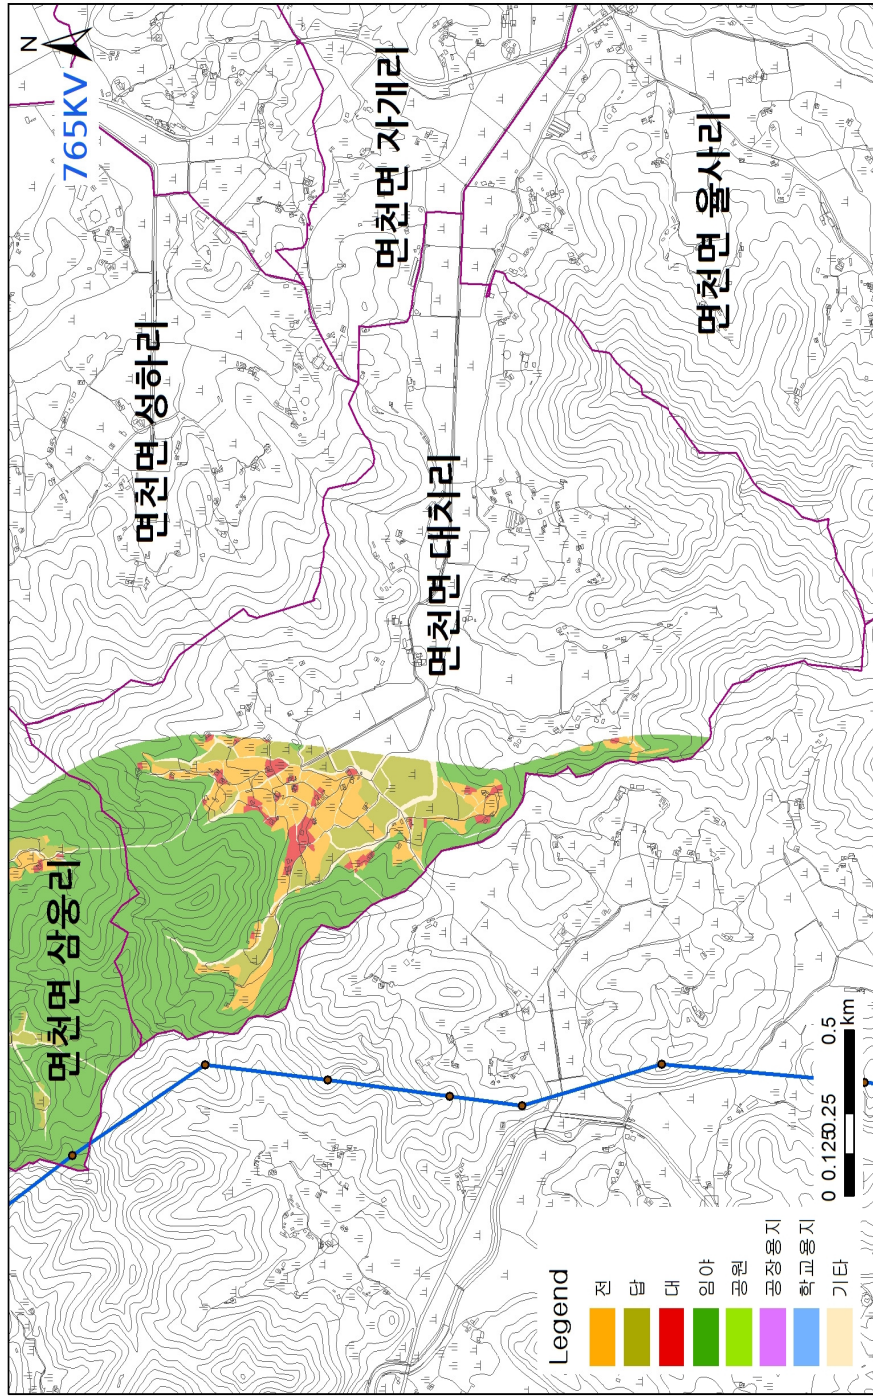 N
765KV
면천면 성하리
면천면 자개리
면천면 율사리
면천면 대치리
면천면 삼웅리
Legend
전
답
대
임야
공원
공장용지
학교용지
기타
0 0.125 0.25 0.5
km